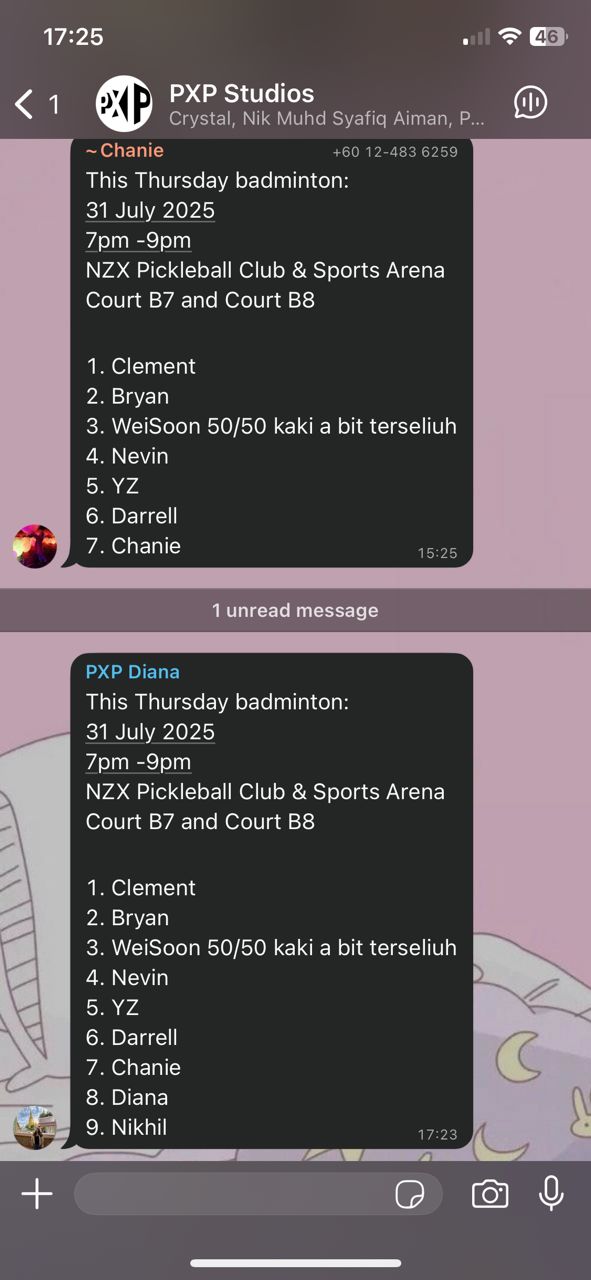 17:25
46
1
PXP
PXP Studios
Crystal, Nik Muhd Syafiq Aiman, P...
~ Chanie +60 12-483 6259
This Thursday badminton:
31 July 2025
7pm -9pm
NZX Pickleball Club & Sports Arena
Court B7 and Court B8
1. Clement
2. Bryan
3. WeiSoon 50/50 kaki a bit terseliuh
4. Nevin
5. YZ
6. Darrell
7. Chanie
15:25
1 unread message
PXP Diana
This Thursday badminton:
31 July 2025
7pm -9pm
NZX Pickleball Club & Sports Arena
Court B7 and Court B8
1. Clement
2. Bryan
3. WeiSoon 50/50 kaki a bit terseliuh
4. Nevin
5. YZ
6. Darrell
7. Chanie
8. Diana
9. Nikhil
17:23